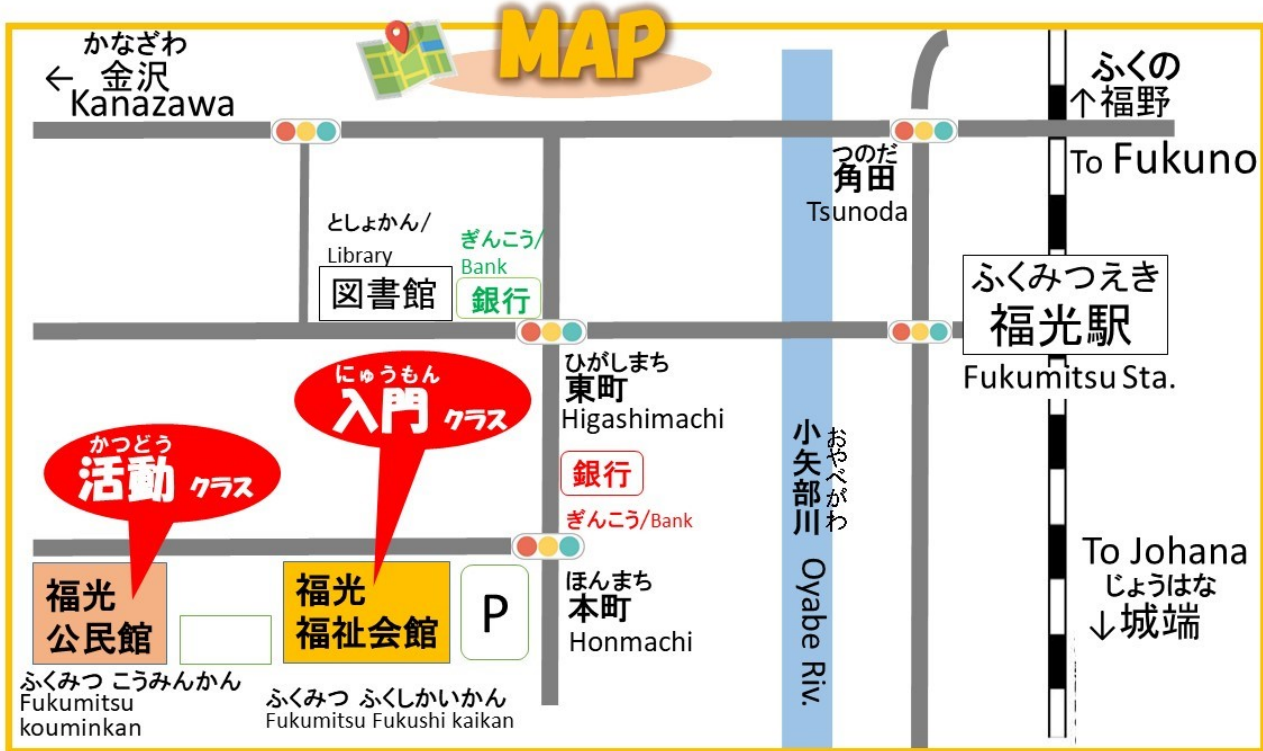 MAP
かなざわ
← 金沢
Kanazawa
ふくの
↑福野
To Fukuno
つのだ
角田
Tsunoda
としょかん/
Library
図書館
ぎんこう/
Bank
銀行
ふくみつえき
福光駅
Fukumitsu Sta.
ひがしまち
東町
Higashimachi
にゅうもん
入門 クラス
かつどう
活動 クラス
銀行
ぎんこう/Bank
小矢部川
おやべがわ
Oyabe Riv.
To Johana
じょうはな
↓城端
ほんまち
本町
Honmachi
福光
公民館
福光
福祉会館
P
ふくみつ こうみんかん
Fukumitsu
kouminkan
ふくみつ ふくしかいかん
Fukumitsu Fukushi kaikan